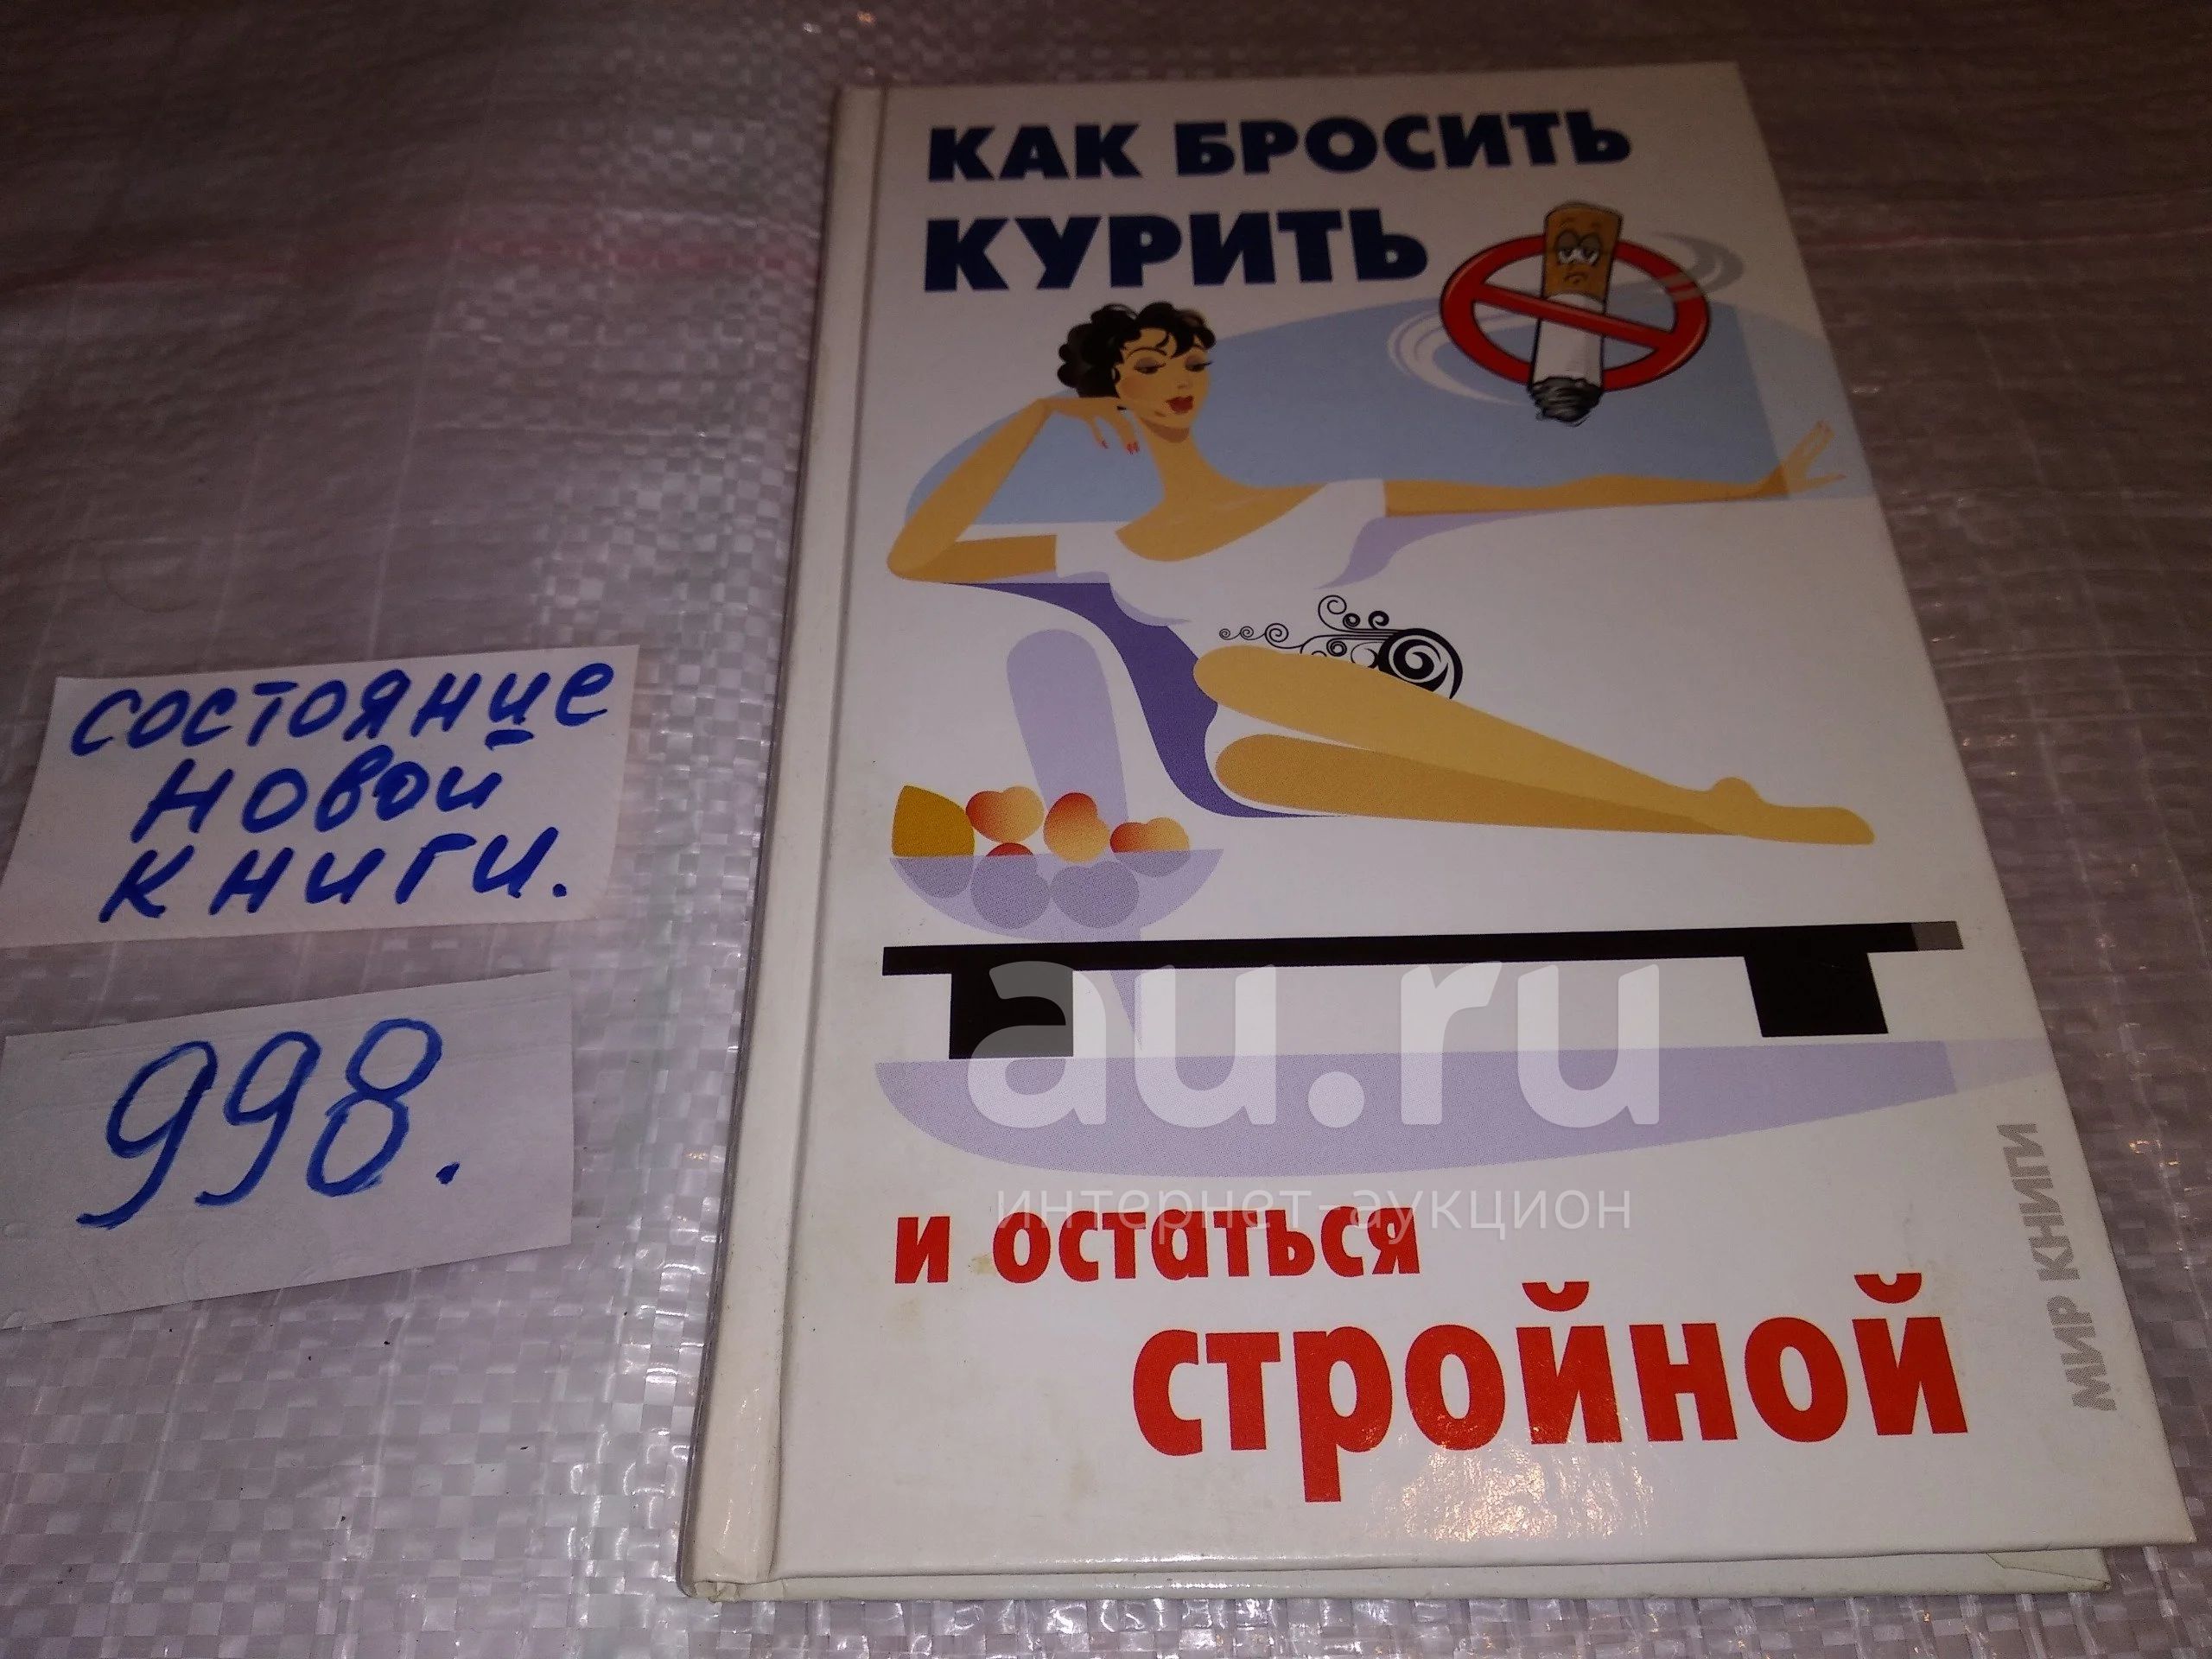 КАК БРОСИТЬ
КУРИТЬ
состояние
новой
книги.
998.
au.ru
интернет-аукцион
и остаться
стройной
МИР КНИГИ